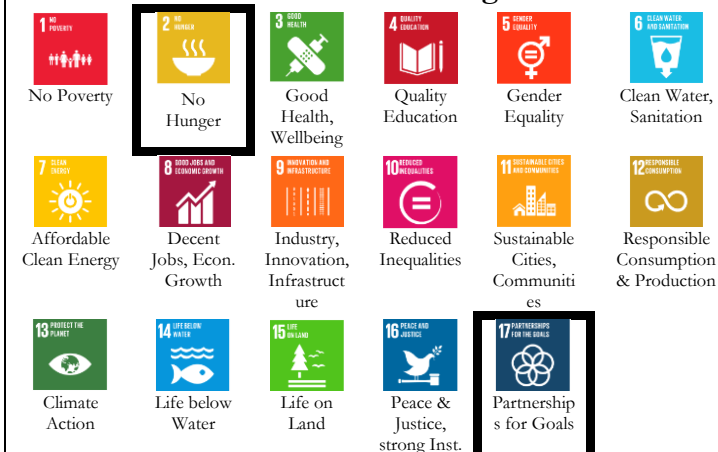 1 NO POVERTY
2 NO HUNGER
3 GOOD HEALTH
4 QUALITY EDUCATION
5 GENDER EQUALITY
6 CLEAN WATER AND SANITATION
No Poverty
No
Hunger
Good
Health,
Wellbeing
Quality
Education
Gender
Equality
Clean Water,
Sanitation
7 CLEAN ENERGY
8 GOOD JOBS AND ECONOMIC GROWTH
9 INNOVATION AND INFRASTRUCTURE
10 REDUCED INEQUALITIES
11 SUSTAINABLE CITIES AND COMMUNITIES
12 RESPONSIBLE CONSUMPTION
Affordable
Clean Energy
Decent
Jobs, Econ.
Growth
Industry,
Innovation,
Infrastruct
ure
Reduced
Inequalities
Sustainable
Cities,
Communiti
es
Responsible
Consumption
& Production
13 PROTECT THE PLANET
14 LIFE BELOW WATER
15 LIFE ON LAND
16 PEACE AND JUSTICE
17 PARTNERSHIPS FOR THE GOALS
Climate
Action
Life below
Water
Life on
Land
Peace &
Justice,
strong Inst.
Partnership
s for Goals